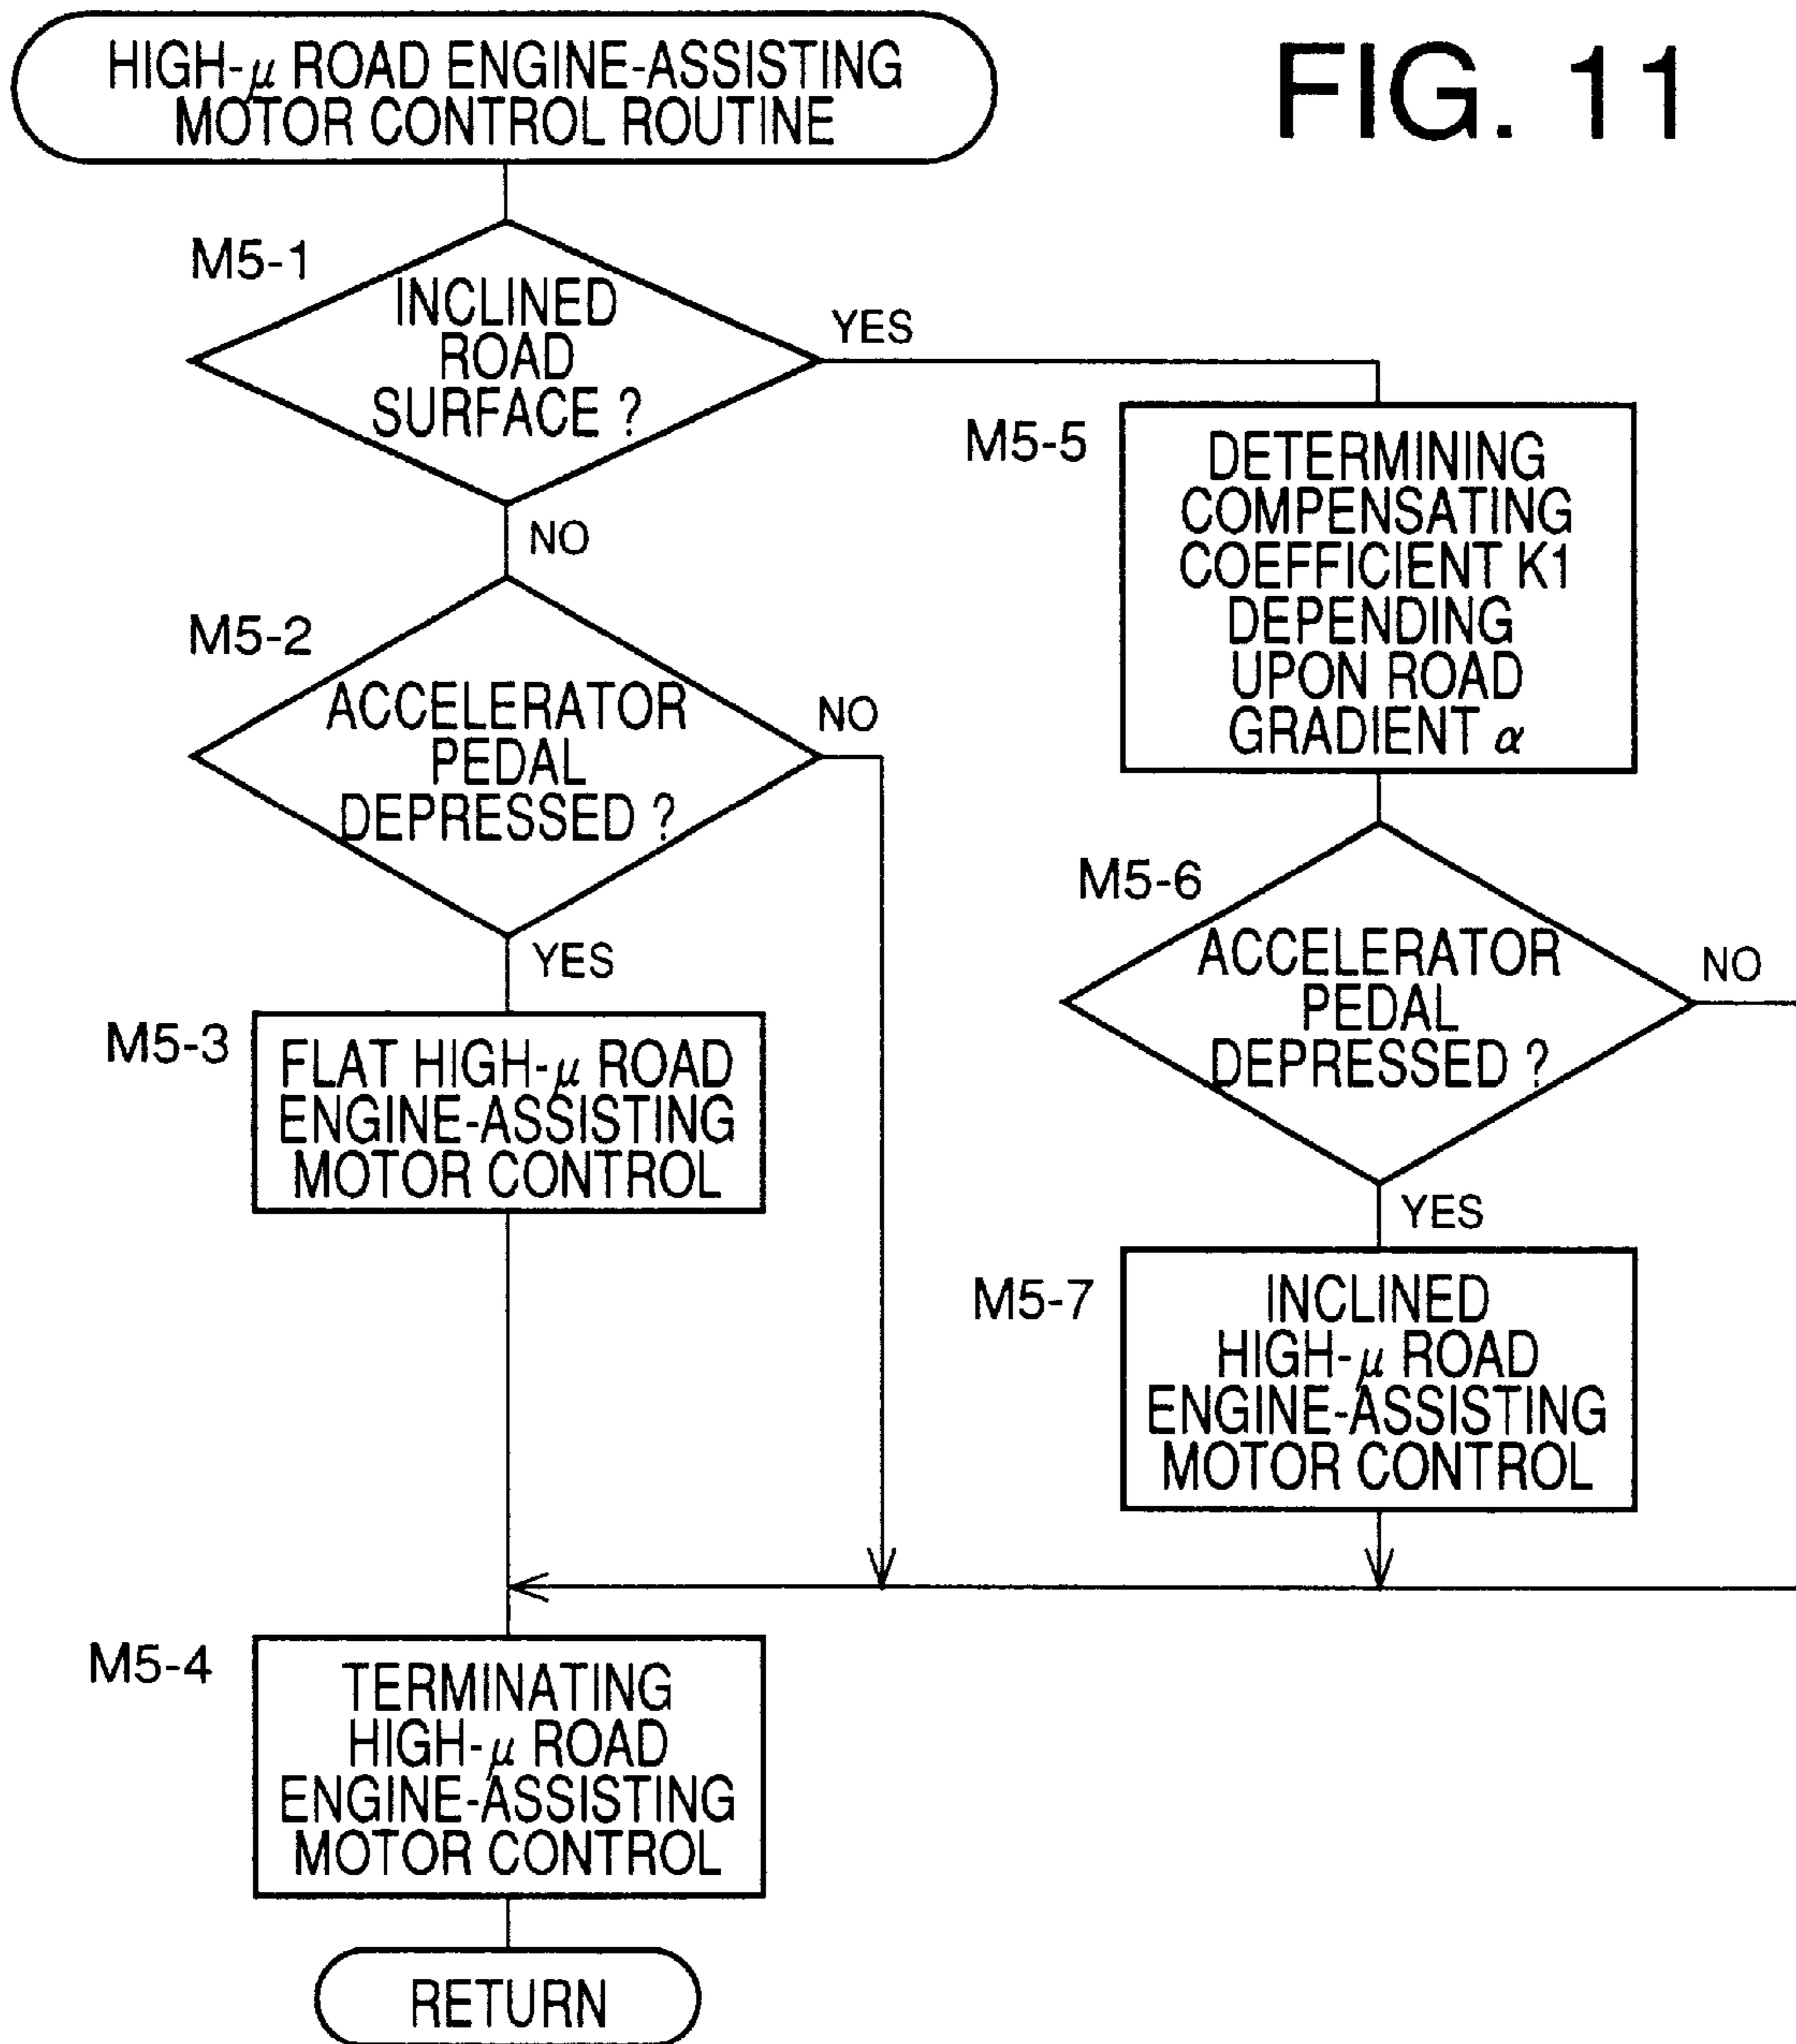 FIG. 11
HIGH-μ ROAD ENGINE-ASSISTING
MOTOR CONTROL ROUTINE
M5-1
INCLINED
ROAD
SURFACE ?
YES
NO
M5-2
ACCELERATOR
PEDAL
DEPRESSED ?
NO
YES
M5-3
FLAT HIGH-μ ROAD
ENGINE-ASSISTING
MOTOR CONTROL
M5-5
DETERMINING
COMPENSATING
COEFFICIENT K1
DEPENDING
UPON ROAD
GRADIENT α
M5-6
ACCELERATOR
PEDAL
DEPRESSED ?
NO
YES
M5-7
INCLINED
HIGH-μ ROAD
ENGINE-ASSISTING
MOTOR CONTROL
M5-4
TERMINATING
HIGH-μ ROAD
ENGINE-ASSISTING
MOTOR CONTROL
RETURN